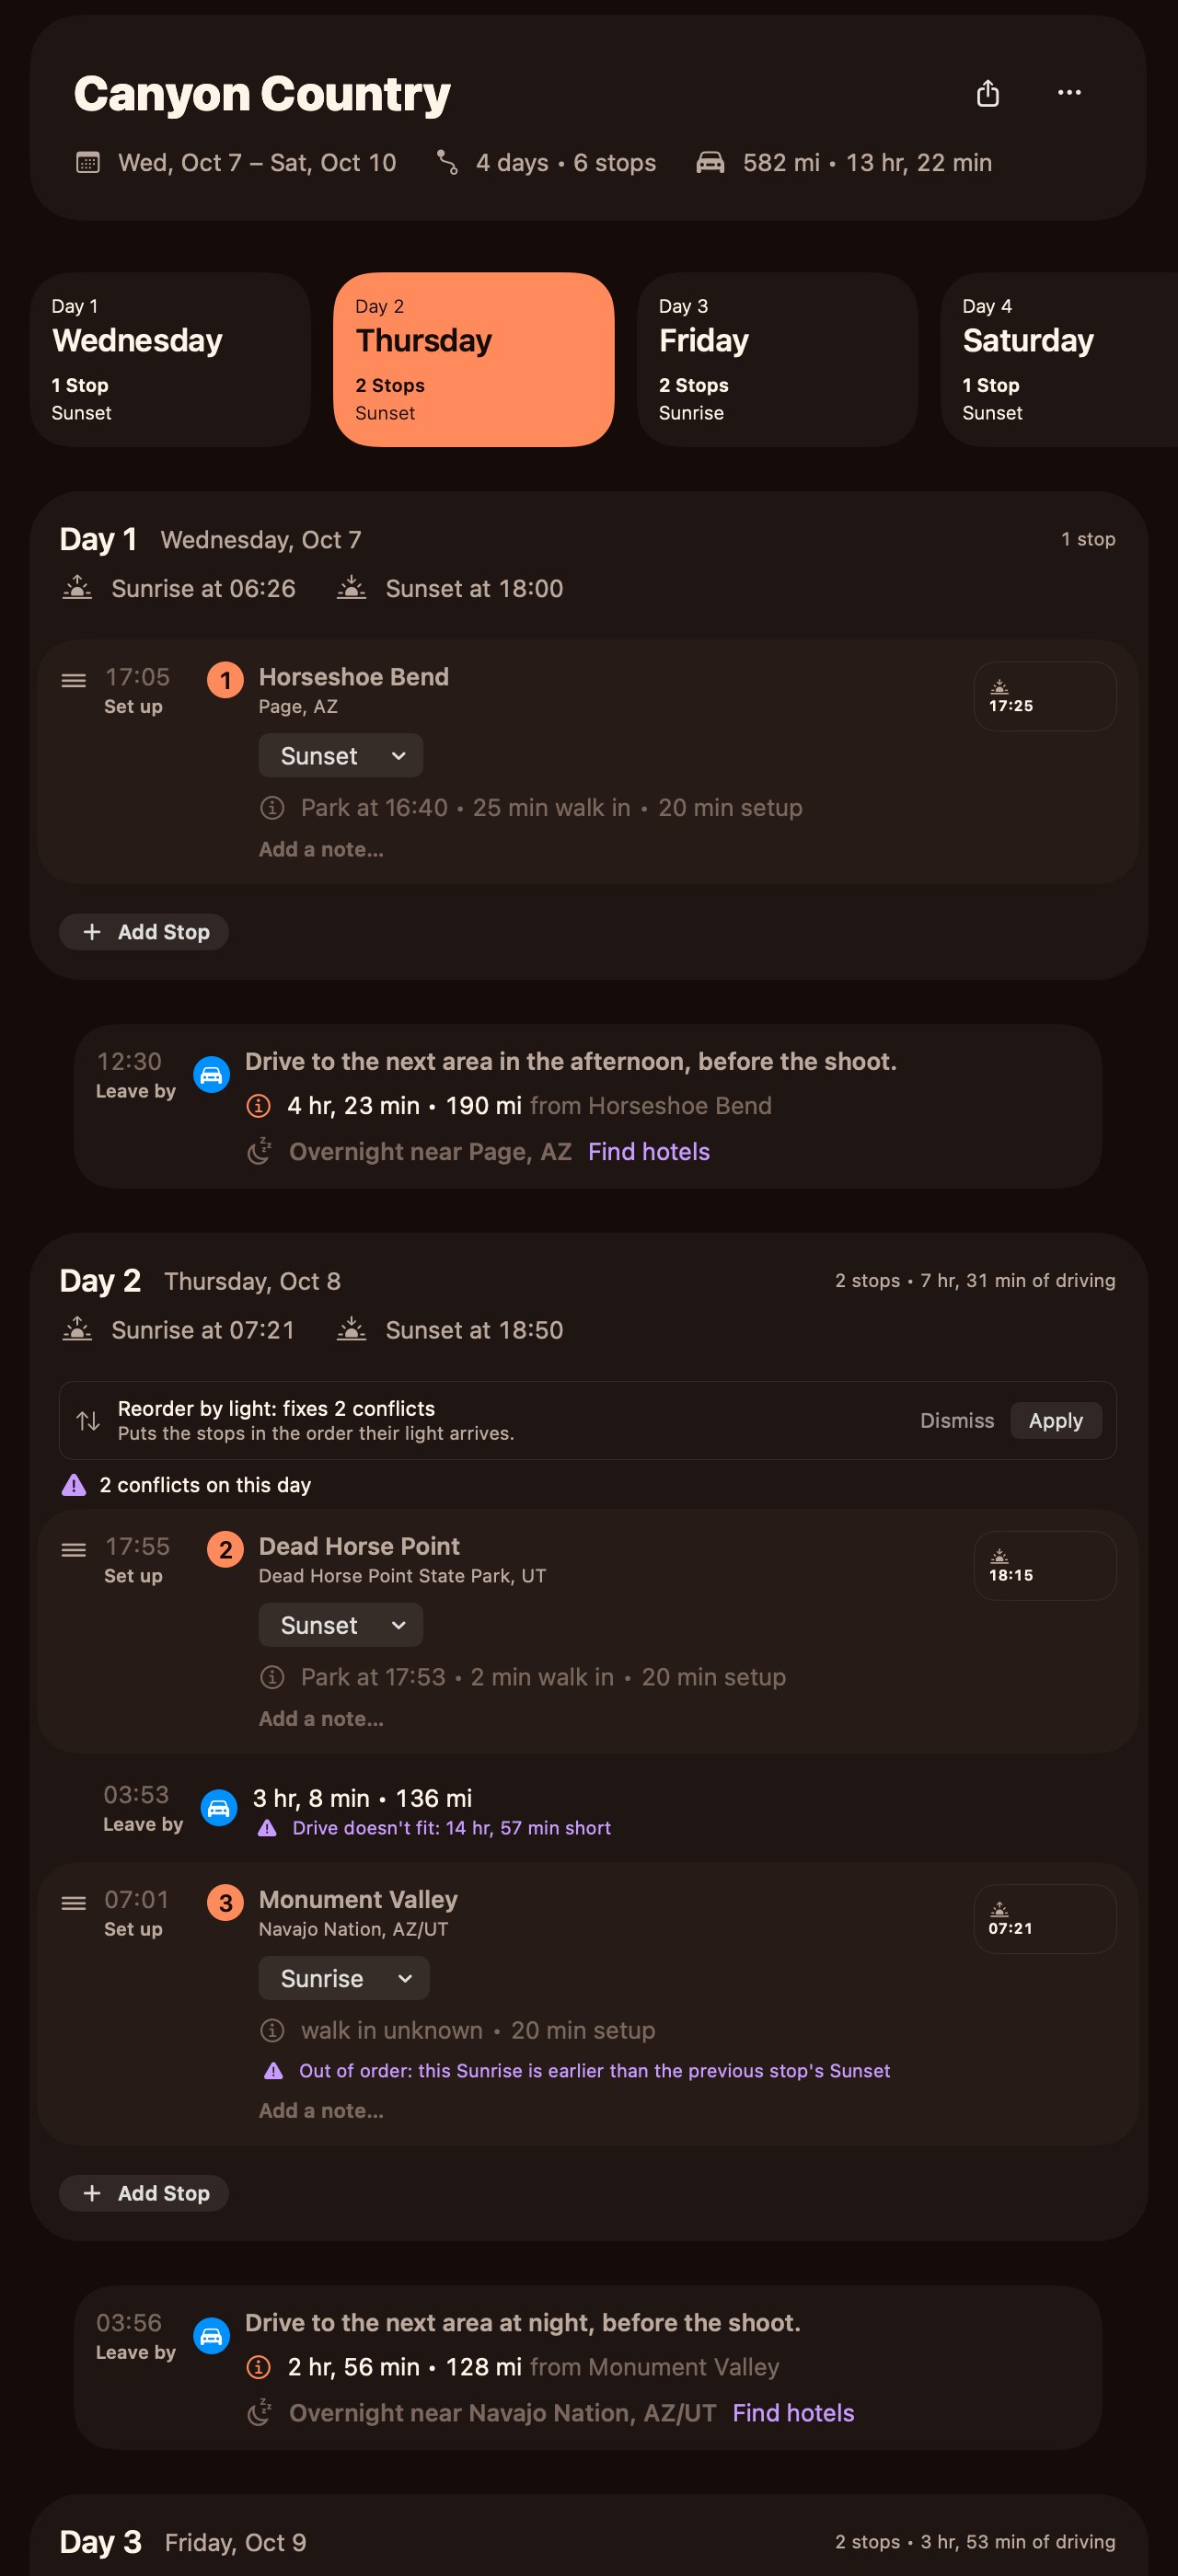 Canyon Country
Wed, Oct 7 – Sat, Oct 10
4 days • 6 stops
582 mi • 13 hr, 22 min
Day 1
Wednesday
1 Stop
Sunset
Day 2
Thursday
2 Stops
Sunset
Day 3
Friday
2 Stops
Sunrise
Day 4
Saturday
1 Stop
Sunset
Day 1 Wednesday, Oct 7
1 stop
Sunrise at 06:26
Sunset at 18:00
17:05
Set up
1
Horseshoe Bend
Page, AZ
17:25
Sunset
Park at 16:40 • 25 min walk in • 20 min setup
Add a note...
+ Add Stop
12:30
Leave by
Drive to the next area in the afternoon, before the shoot.
4 hr, 23 min • 190 mi from Horseshoe Bend
Overnight near Page, AZ Find hotels
Day 2 Thursday, Oct 8
2 stops • 7 hr, 31 min of driving
Sunrise at 07:21
Sunset at 18:50
Reorder by light: fixes 2 conflicts
Puts the stops in the order their light arrives.
Dismiss
Apply
2 conflicts on this day
17:55
Set up
2
Dead Horse Point
Dead Horse Point State Park, UT
18:15
Sunset
Park at 17:53 • 2 min walk in • 20 min setup
Add a note...
03:53
Leave by
3 hr, 8 min • 136 mi
Drive doesn't fit: 14 hr, 57 min short
07:01
Set up
3
Monument Valley
Navajo Nation, AZ/UT
07:21
Sunrise
walk in unknown • 20 min setup
Out of order: this Sunrise is earlier than the previous stop's Sunset
Add a note...
+ Add Stop
03:56
Leave by
Drive to the next area at night, before the shoot.
2 hr, 56 min • 128 mi from Monument Valley
Overnight near Navajo Nation, AZ/UT Find hotels
Day 3 Friday, Oct 9
2 stops • 3 hr, 53 min of driving